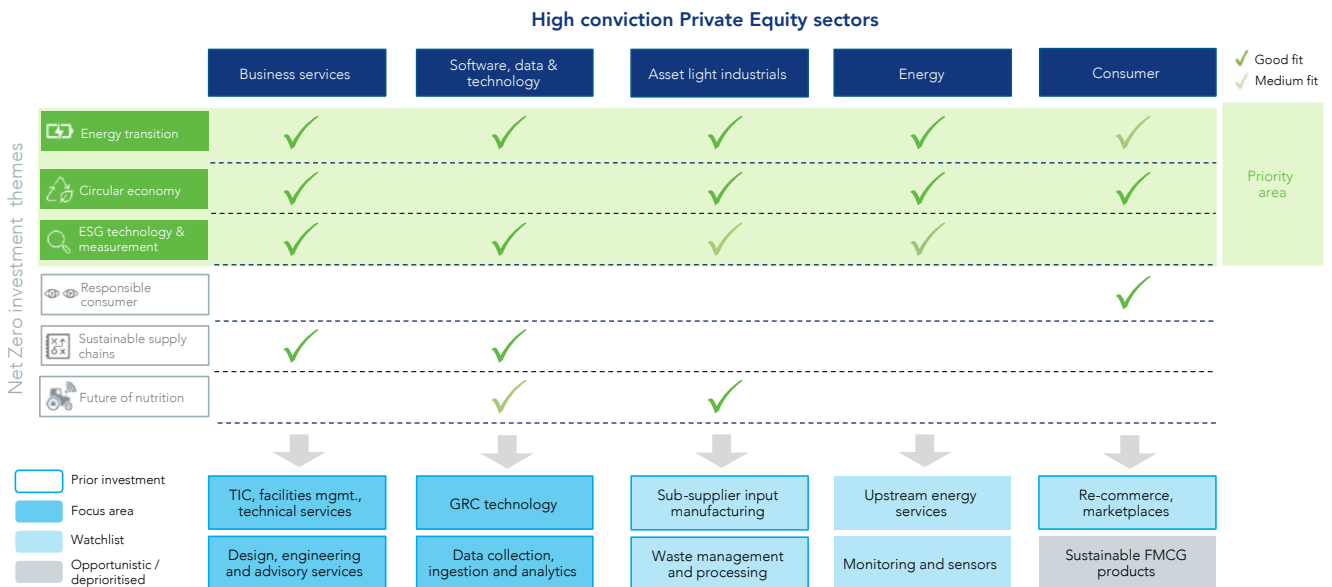 High conviction Private Equity sectors
Business services
Software, data &
technology
Asset light industrials
Energy
Consumer
Good fit
Medium fit
Net Zero investment themes
Energy transition
Circular economy
ESG technology &
measurement
Priority
area
Responsible
consumer
Sustainable supply
chains
Future of nutrition
Prior investment
Focus area
Watchlist
Opportunistic /
deprioritised
TIC, facilities mgmt.,
technical services
GRC technology
Sub-supplier input
manufacturing
Upstream energy
services
Re-commerce,
marketplaces
Design, engineering
and advisory services
Data collection,
ingestion and analytics
Waste management
and processing
Monitoring and sensors
Sustainable FMCG
products